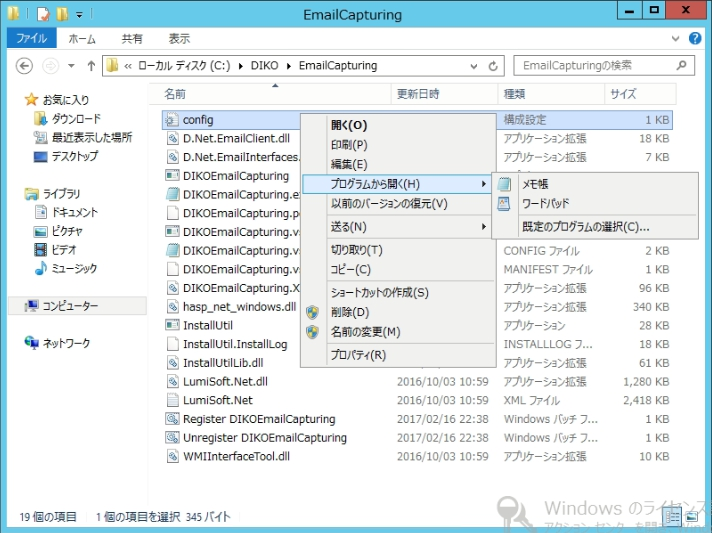 EmailCapturing
ファイル ホーム 共有 表示
« ローカル ディスク (C:) DIKO EmailCapturing EmailCapturingの検索
お気に入り
ダウンロード
最近表示した場所
デスクトップ
ライブラリ
ドキュメント
ピクチャ
ビデオ
ミュージック
コンピューター
ネットワーク
名前 更新日時 種類 サイズ
config 構成設定 1 KB
D.Net.EmailClient.dll アプリケーション拡張 18 KB
D.Net.EmailInterfaces. アプリケーション拡張 7 KB
DIKOEmailCapturing
DIKOEmailCapturing.e
DIKOEmailCapturing.p
DIKOEmailCapturing.vs
DIKOEmailCapturing.vs CONFIG ファイル 2 KB
DIKOEmailCapturing.vs MANIFEST ファイル 1 KB
DIKOEmailCapturing.X アプリケーション拡張 96 KB
hasp_net_windows.dll アプリケーション拡張 340 KB
InstallUtil アプリケーション 28 KB
InstallUtil.InstallLog INSTALLLOG ファ... 1 KB
InstallUtilLib.dll アプリケーション拡張 61 KB
LumiSoft.Net.dll 2016/10/03 10:59 アプリケーション拡張 1,280 KB
LumiSoft.Net 2016/10/03 10:59 XML ファイル 2,418 KB
Register DIKOEmailCapturing 2017/02/16 22:38 Windows バッチ フ... 1 KB
Unregister DIKOEmailCapturing 2017/02/16 22:38 Windows バッチ フ... 1 KB
WMIInterfaceTool.dll 2016/10/03 10:59 アプリケーション拡張 10 KB
開く(O)
印刷(P)
編集(E)
プログラムから開く(H)
以前のバージョンの復元(V)
送る(N)
切り取り(T)
コピー(C)
ショートカットの作成(S)
削除(D)
名前の変更(M)
プロパティ(R)
メモ帳
ワードパッド
既定のプログラムの選択(C)...
19 個の項目 1 個の項目を選択 345 バイト
Windows のライセンス